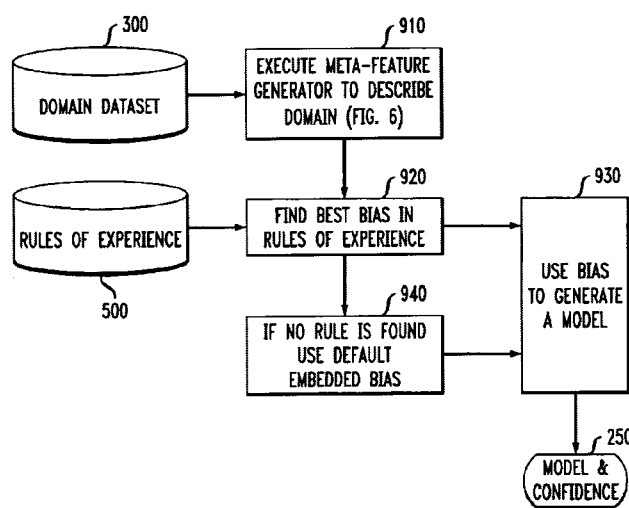 300
DOMAIN DATASET
910
EXECUTE META-FEATURE
GENERATOR TO DESCRIBE
DOMAIN (FIG. 6)
RULES OF EXPERIENCE
500
920
FIND BEST BIAS IN
RULES OF EXPERIENCE
940
IF NO RULE IS FOUND
USE DEFAULT
EMBEDDED BIAS
930
USE BIAS
TO GENERATE
A MODEL
250
MODEL &
CONFIDENCE